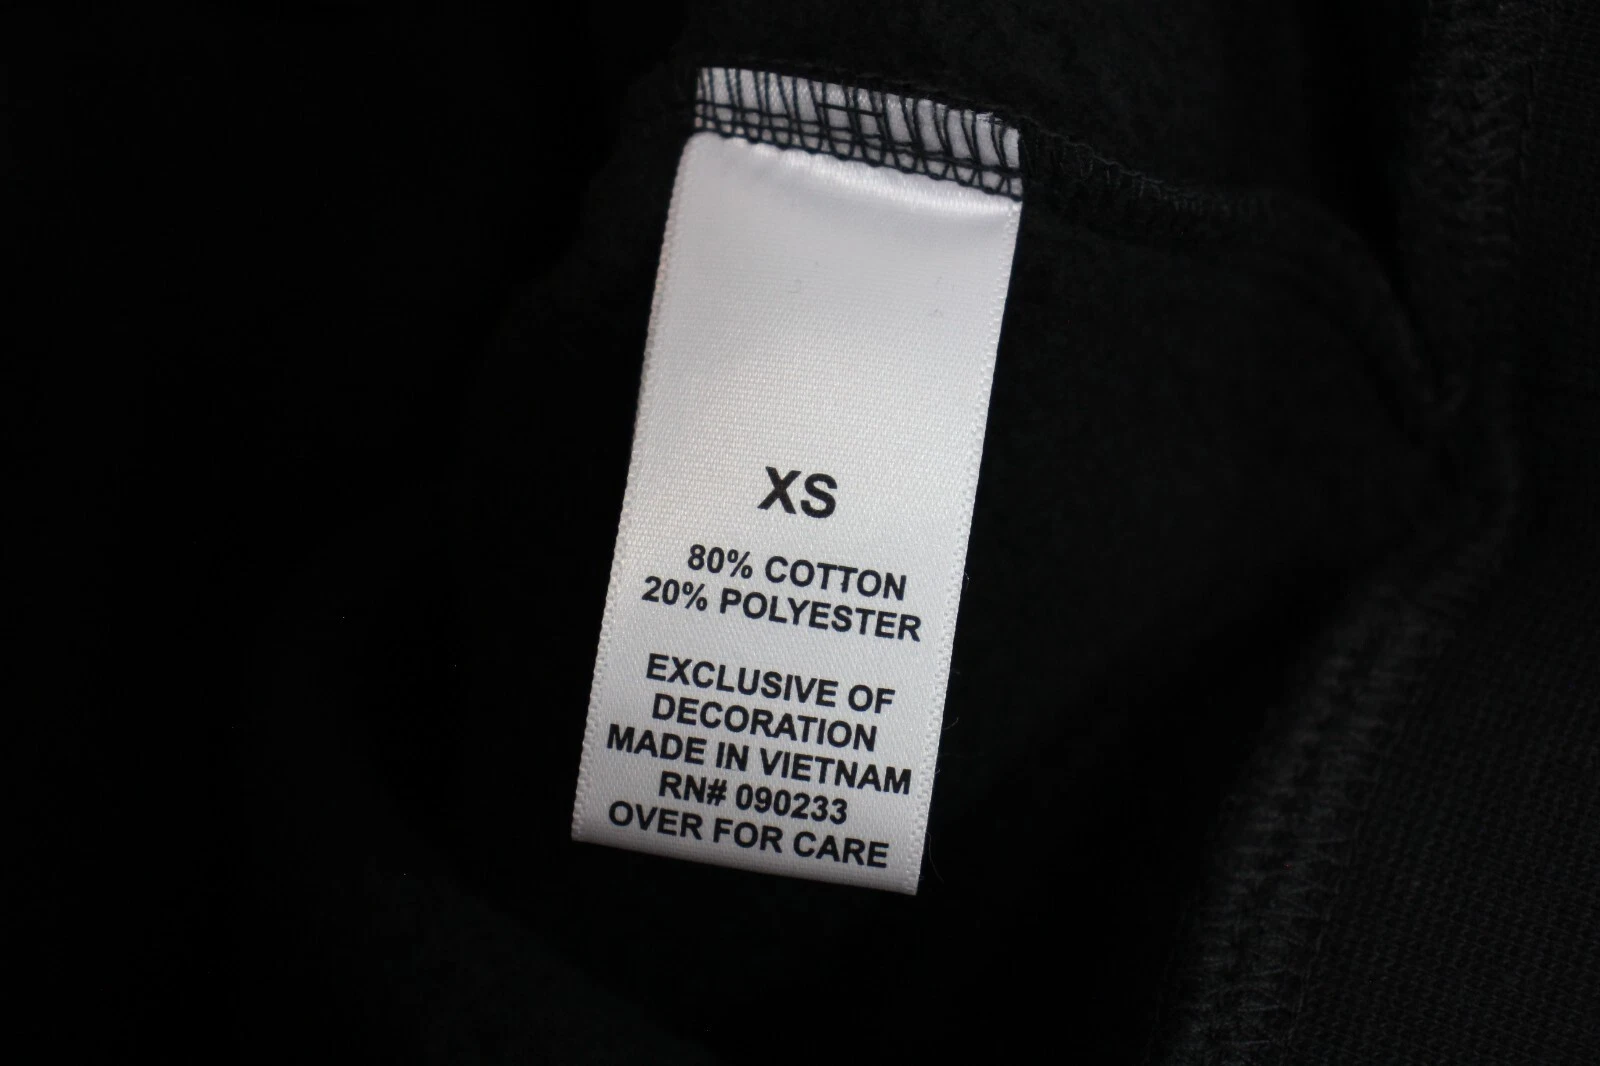 XS
80% COTTON
20% POLYESTER
EXCLUSIVE OF
DECORATION
MADE IN VIETNAM
RN# 090233
OVER FOR CARE